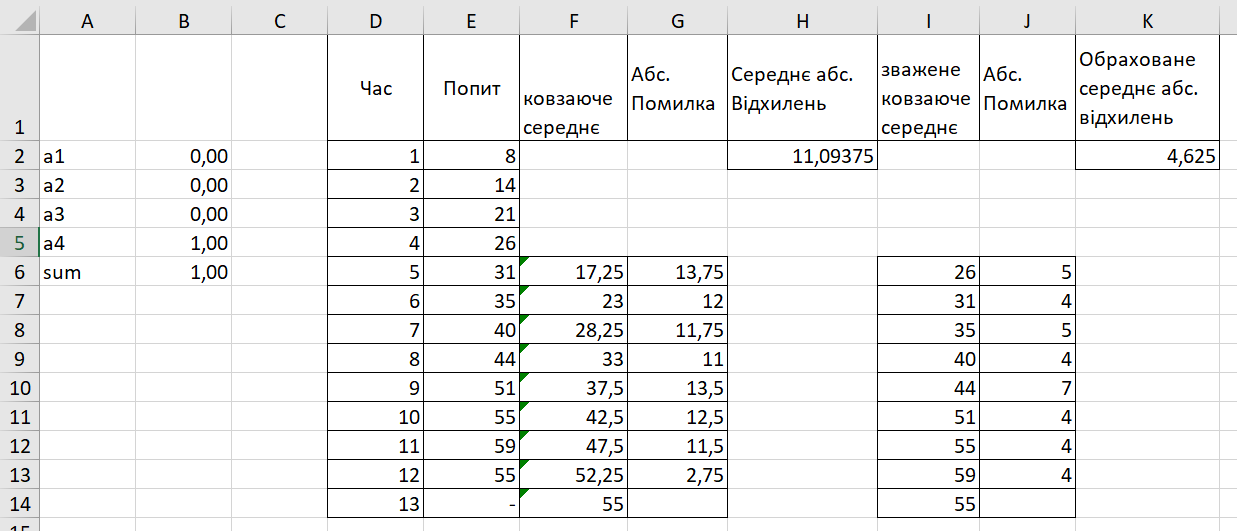 A B C D E F G H I J K
1 Час Попит ковзаюче середнє Абс. Помилка Середнє абс. Відхилень зважене ковзаюче середнє Абс. Помилка Обраховане середнє абс. відхилень
2 a1 0,00 1 8 11,09375 4,625
3 a2 0,00 2 14
4 a3 0,00 3 21
5 a4 1,00 4 26
6 sum 1,00 5 31 17,25 13,75 26 5
7 6 35 23 12 31 4
8 7 40 28,25 11,75 35 5
9 8 44 33 11 40 4
10 9 51 37,5 13,5 44 7
11 10 55 42,5 12,5 51 4
12 11 59 47,5 11,5 55 4
13 12 55 52,25 2,75 59 4
14 13 - 55 55